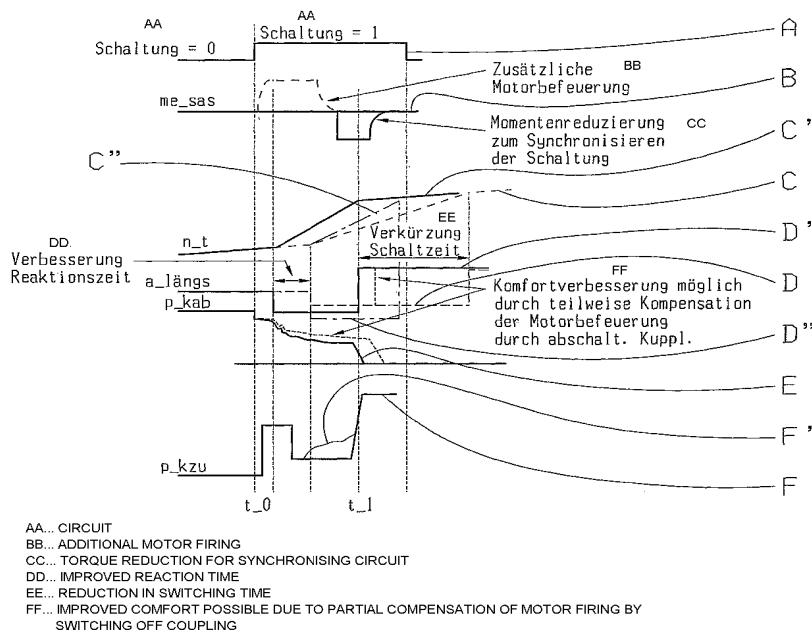 AA
AA
A
Schaltung = 0
Schaltung = 1
Zusätzliche BB
Motorbefeuerung
B
me_sas
Momentenreduzierung CC
zum Synchronisieren
der Schaltung
C'
C"
C
DD.
Verbesserung
Reaktionszeit
n_t
EE
Verkürzung
Schaltzeit
D'
a_längs
p_kab
FF
Komfortverbesserung möglich
durch teilweise Kompensation
der Motorbefeuerung
durch abschalt. Kuppl.
D
D"
E
F'
p_kzu
F
t_0
t_1
AA... CIRCUIT
BB... ADDITIONAL MOTOR FIRING
CC... TORQUE REDUCTION FOR SYNCHRONISING CIRCUIT
DD... IMPROVED REACTION TIME
EE... REDUCTION IN SWITCHING TIME
FF... IMPROVED COMFORT POSSIBLE DUE TO PARTIAL COMPENSATION OF MOTOR FIRING BY
SWITCHING OFF COUPLING